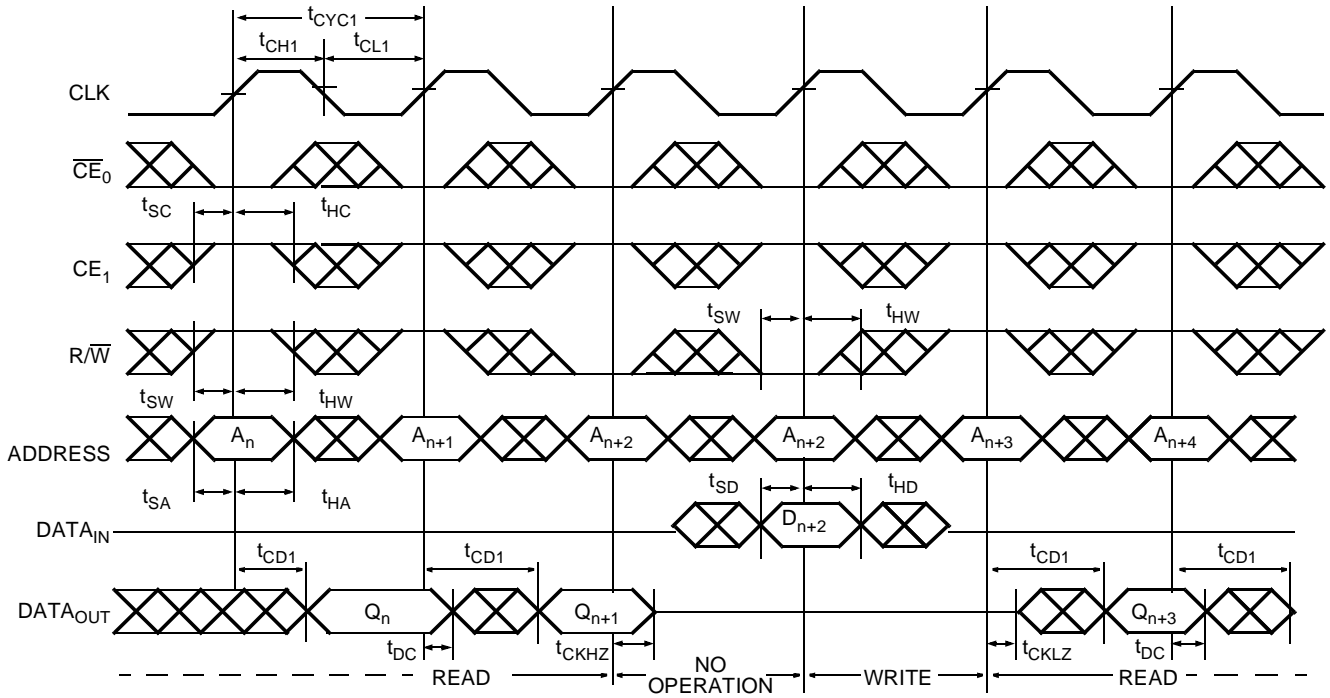 tCYC1
tCH1 tCL1
CLK
CE0
tSC tHC
CE1
tSW tHW
R/W
tSW tHW
An An+1 An+2 An+2 An+3 An+4
ADDRESS
tSA tHA tSD tHD
DATAIN Dn+2
tCD1 tCD1 tCD1 tCD1
DATAOUT Qn Qn+1 Qn+3
tDC tCKHZ tCKLZ tDC
READ NO OPERATION WRITE READ